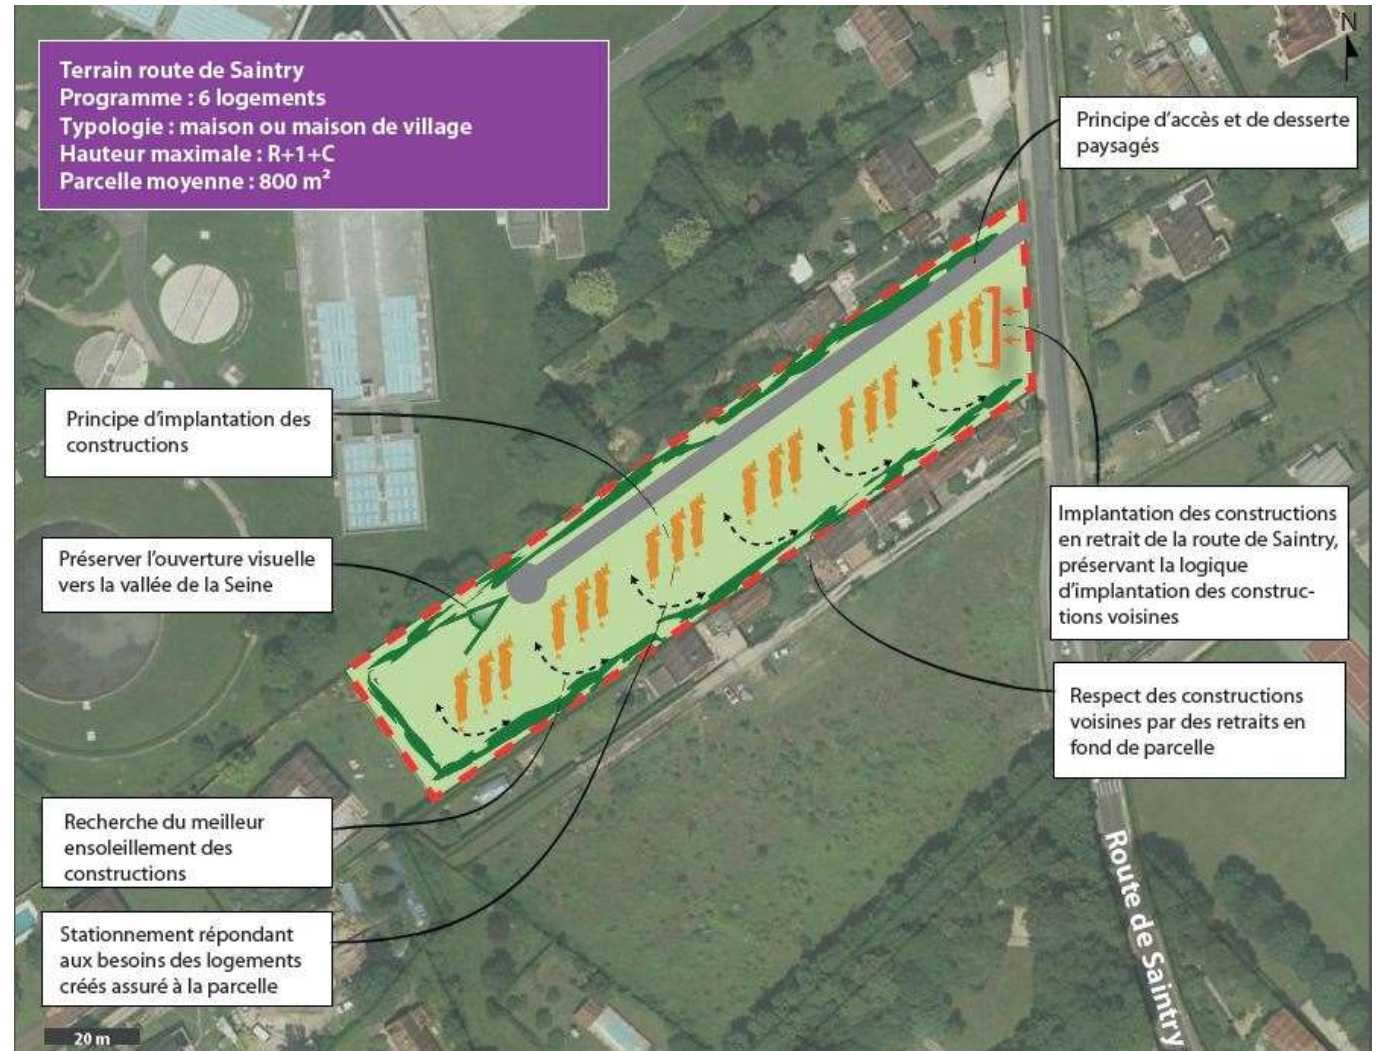 Terrain route de Saintry
Programme : 6 logements
Typologie : maison ou maison de village
Hauteur maximale : R+1+C
Parcelle moyenne : 800 m²
N
Principe d'accès et de desserte
paysagés
Principe d'implantation des
constructions
Préserver l'ouverture visuelle
vers la vallée de la Seine
Implantation des constructions
en retrait de la route de Saintry,
préservant la logique
d'implantation des construc-
tions voisines
Respect des constructions
voisines par des retraits en
fond de parcelle
Recherche du meilleur
ensoleillement des
constructions
Stationnement répondant
aux besoins des logements
créés assuré à la parcelle
Route de Saintry
20 m